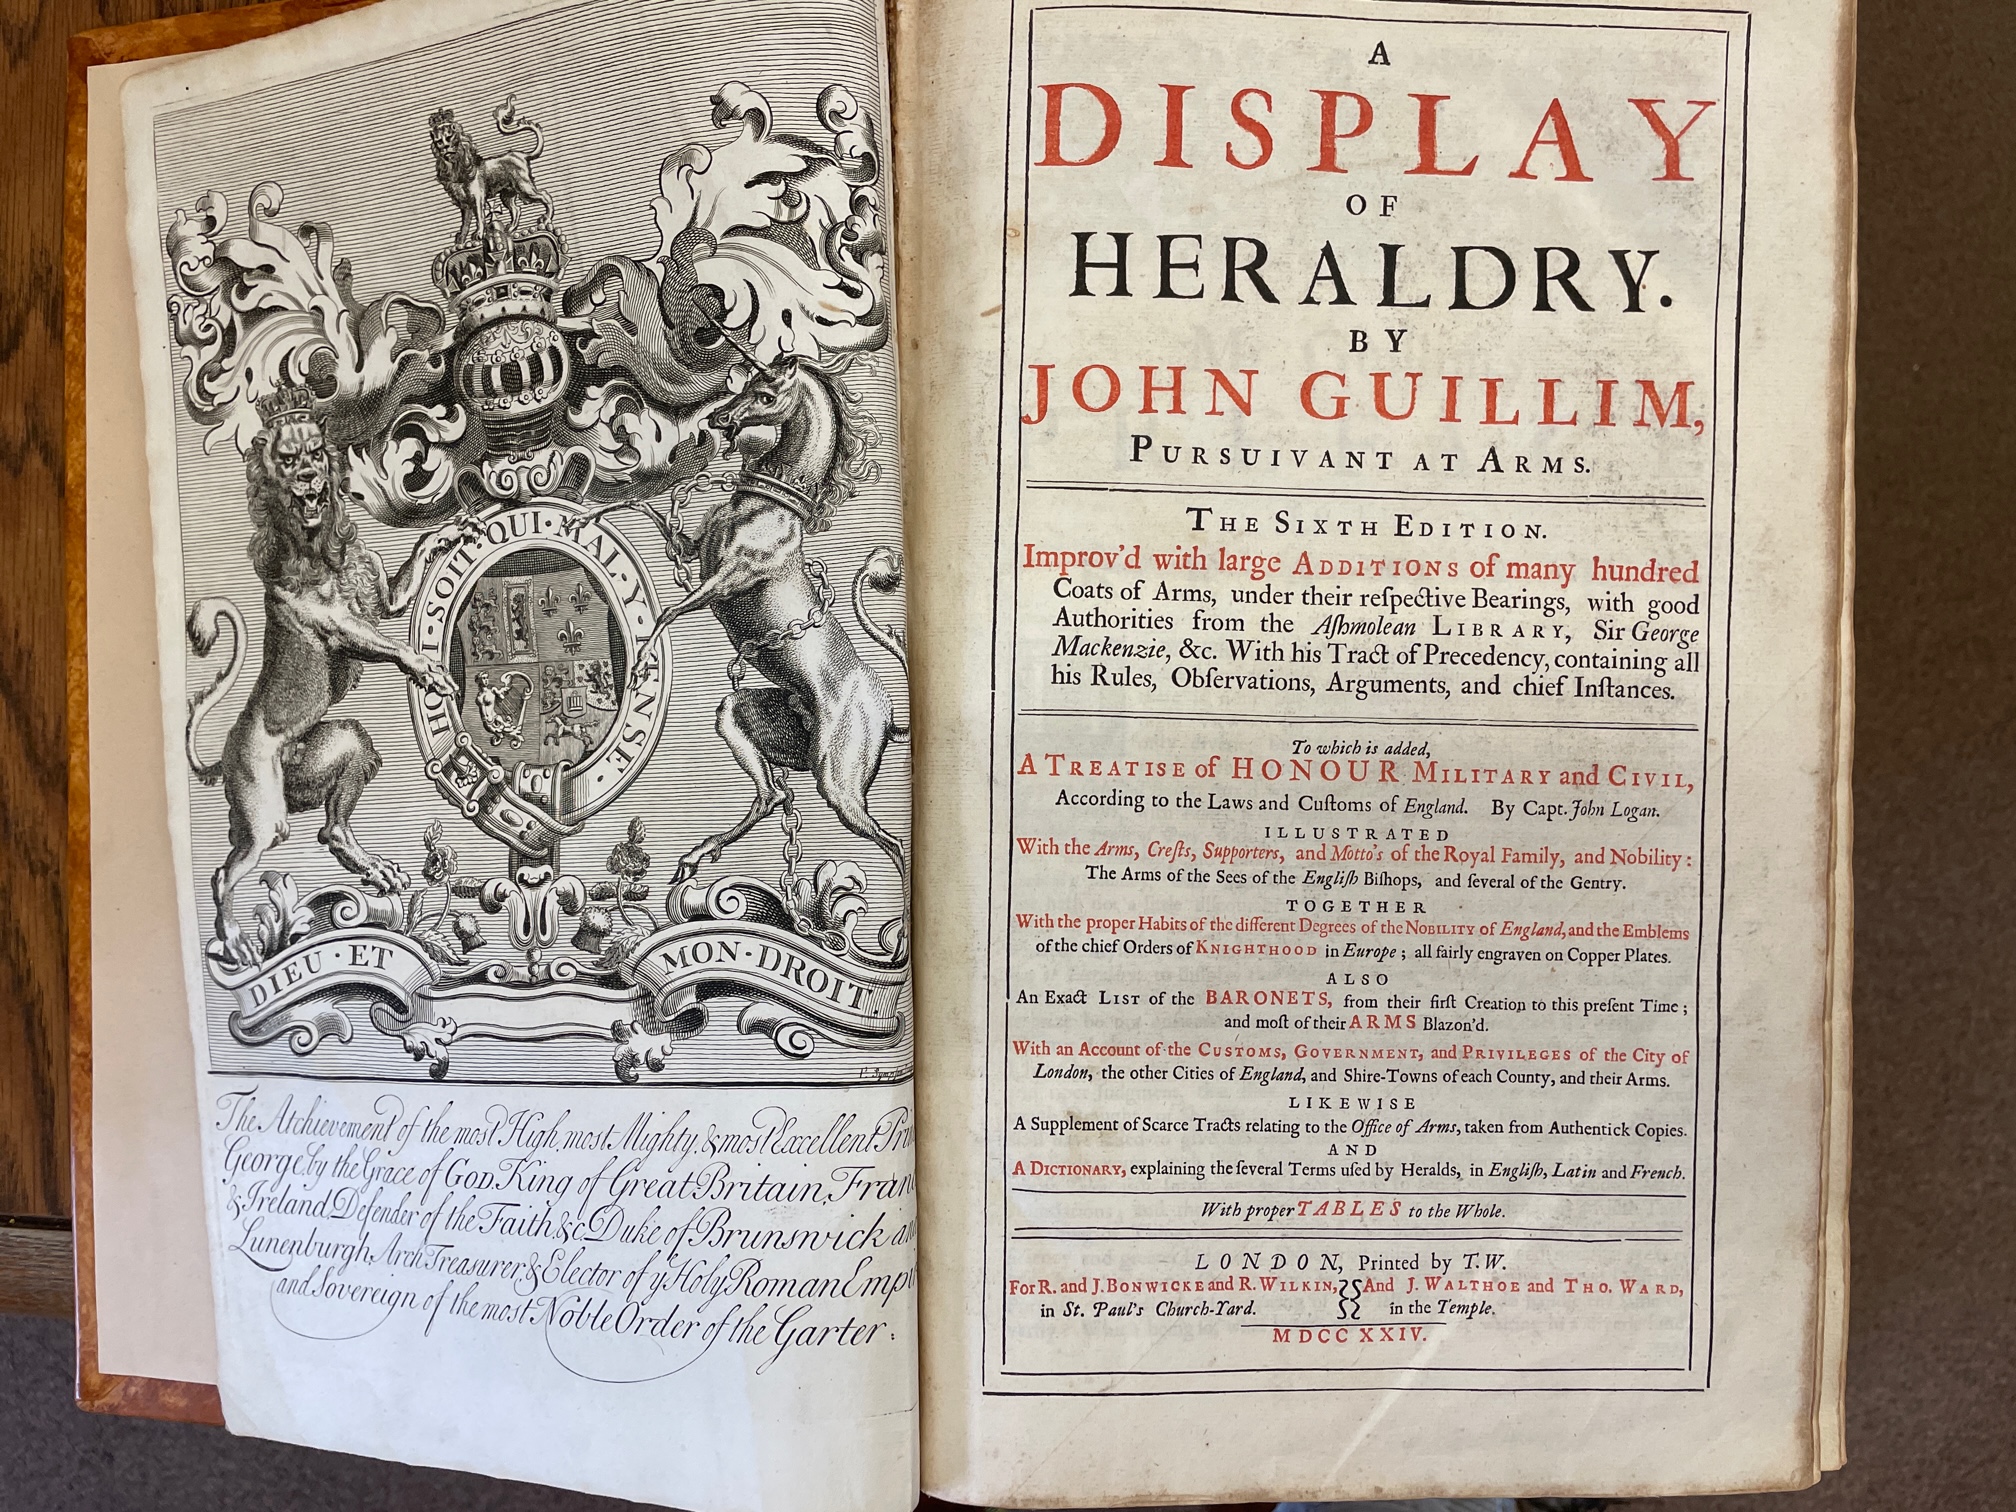 HONI·SOIT·QUI·MAL·Y·PENSE·
DIEU·ET
MON·DROIT.
The Atchievement of the most High, most Mighty, & most Excellent
George by the Grace of GOD, King of Great Britain,
& Ireland, Defender of the Faith, &c. Duke of Brunswick
Lunenburgh, Arch Treasurer, & Elector of yͤ Holy Roman
and Sovereign of the most Noble Order of the Garter:
A
DISPLAY
OF
HERALDRY.
BY
JOHN GUILLIM,
PURSUIVANT AT ARMS.
THE SIXTH EDITION.
Improv'd with large ADDITIONS of many hundred
Coats of Arms, under their reſpective Bearings, with good
Authorities from the Aſhmolean LIBRARY, Sir George
Mackenzie, &c. With his Tract of Precedency, containing all
his Rules, Obſervations, Arguments, and chief Inſtances.
To which is added,
A TREATISE of HONOUR MILITARY and CIVIL,
According to the Laws and Cuſtoms of England. By Capt. John Logan.
ILLUSTRATED
With the Arms, Creſts, Supporters, and Motto's of the Royal Family, and Nobility:
The Arms of the Sees of the Engliſh Biſhops, and ſeveral of the Gentry.
TOGETHER
With the proper Habits of the different Degrees of the NOBILITY of England, and the Emblems
of the chief Orders of KNIGHTHOOD in Europe; all fairly engraven on Copper Plates.
ALSO
An Exact LIST of the BARONETS, from their firſt Creation to this preſent Time;
and moſt of their ARMS Blazon'd.
With an Account of the CUSTOMS, GOVERNMENT, and PRIVILEGES of the City of
London, the other Cities of England, and Shire-Towns of each County, and their Arms.
LIKEWISE
A Supplement of Scarce Tracts relating to the Office of Arms, taken from Authentick Copies.
AND
A DICTIONARY, explaining the ſeveral Terms uſed by Heralds, in Engliſh, Latin and French.
With proper TABLES to the Whole.
LONDON, Printed by T. W.
For R. and J. BONWICKE and R. WILKIN, And J. WALTHOE and THO. WARD,
in St. Paul's Church-Yard. in the Temple.
MDCCXXIV.